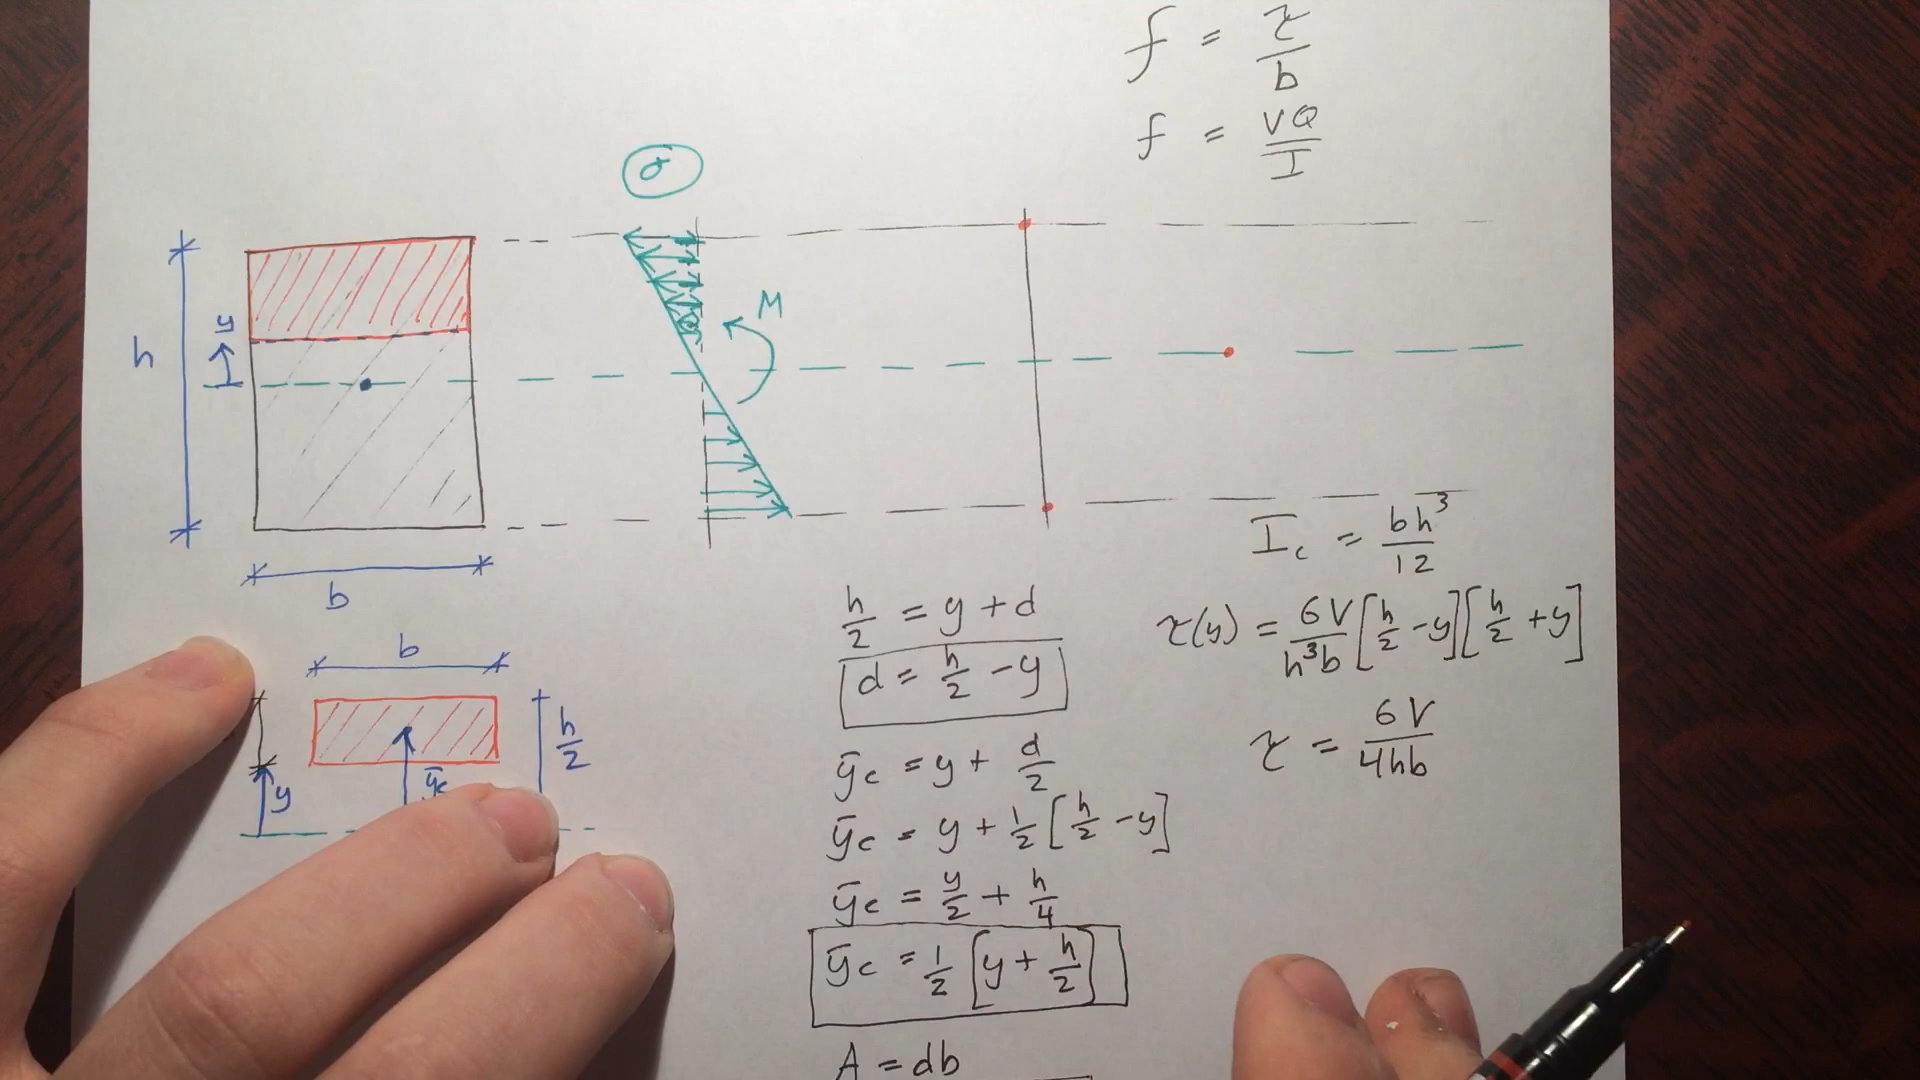 f = τ/b
f = VQ/I
σ
M
h
y
b
b
y
ȳc
h/2
h/2 = y + d
d = h/2 - y
ȳc = y + d/2
ȳc = y + 1/2 [h/2 - y]
ȳc = y/2 + h/4
ȳc = 1/2 [y + h/2]
A = db
Ic = bh³/12
τ(y) = 6V/h³b [h/2 - y][h/2 + y]
τ = 6V/4hb